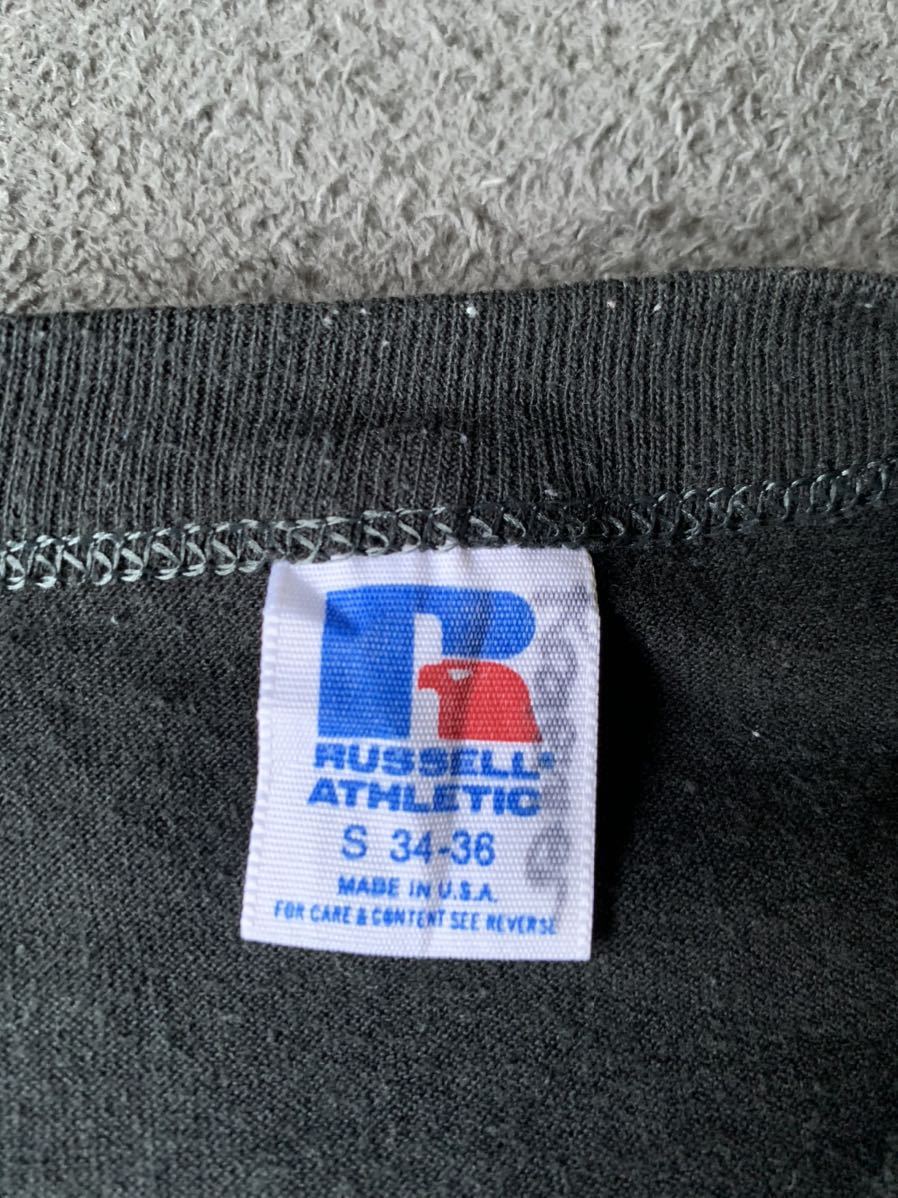 RUSSELL
ATHLETIC
S 34-36
MADE IN U.S.A.
FOR CARE & CONTENT SEE REVERSE